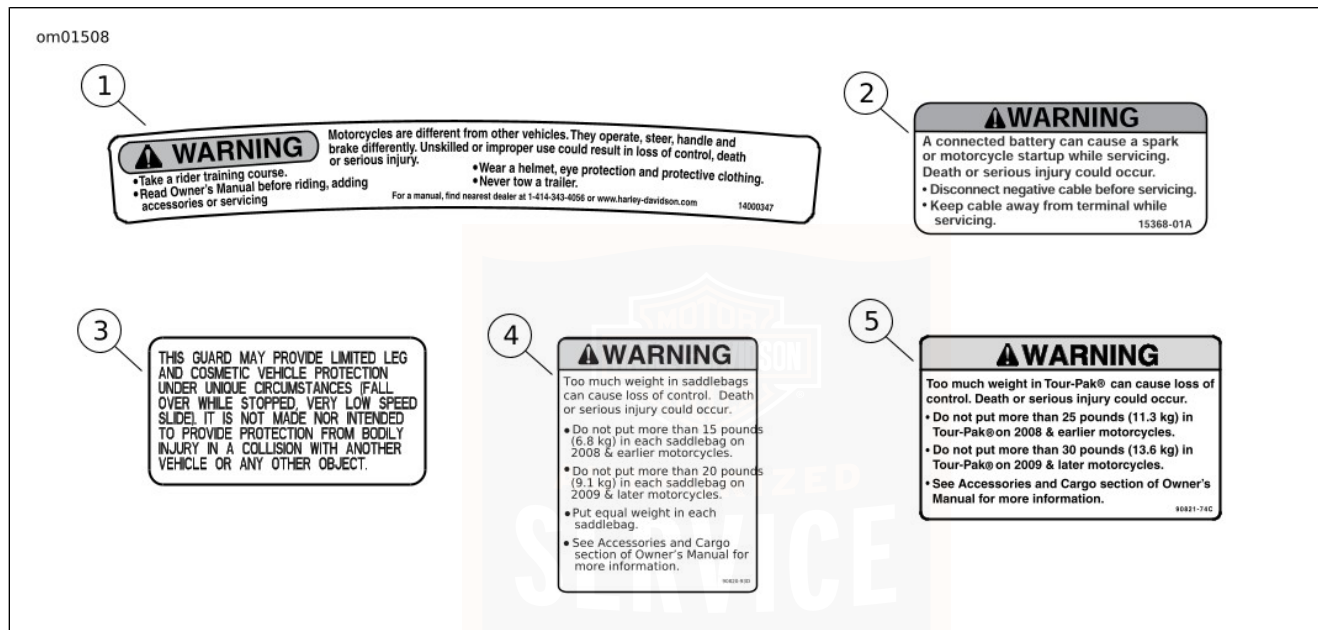 om01508
1
WARNING
Motorcycles are different from other vehicles. They operate, steer, handle and
brake differently. Unskilled or improper use could result in loss of control, death
or serious injury.
•Take a rider training course.
•Read Owner's Manual before riding, adding
accessories or servicing
•Wear a helmet, eye protection and protective clothing.
•Never tow a trailer.
For a manual, find nearest dealer at 1-414-343-4056 or www.harley-davidson.com
14000347
2
WARNING
A connected battery can cause a spark
or motorcycle startup while servicing.
Death or serious injury could occur.
• Disconnect negative cable before servicing.
• Keep cable away from terminal while
servicing.
15368-01A
3
THIS GUARD MAY PROVIDE LIMITED LEG
AND COSMETIC VEHICLE PROTECTION
UNDER UNIQUE CIRCUMSTANCES (FALL
OVER WHILE STOPPED, VERY LOW SPEED
SLIDE). IT IS NOT MADE NOR INTENDED
TO PROVIDE PROTECTION FROM BODILY
INJURY IN A COLLISION WITH ANOTHER
VEHICLE OR ANY OTHER OBJECT.
4
WARNING
Too much weight in saddlebags
can cause loss of control. Death
or serious injury could occur.
• Do not put more than 15 pounds
(6.8 kg) in each saddlebag on
2008 & earlier motorcycles.
• Do not put more than 20 pounds
(9.1 kg) in each saddlebag on
2009 & later motorcycles.
• Put equal weight in each
saddlebag.
• See Accessories and Cargo
section of Owner's Manual for
more information.
5
WARNING
Too much weight in Tour-Pak® can cause loss of
control. Death or serious injury could occur.
• Do not put more than 25 pounds (11.3 kg) in
Tour-Pak® on 2008 & earlier motorcycles.
• Do not put more than 30 pounds (13.6 kg) in
Tour-Pak® on 2009 & later motorcycles.
• See Accessories and Cargo section of Owner's
Manual for more information.
90821-74C
MOTOR
SERVICE